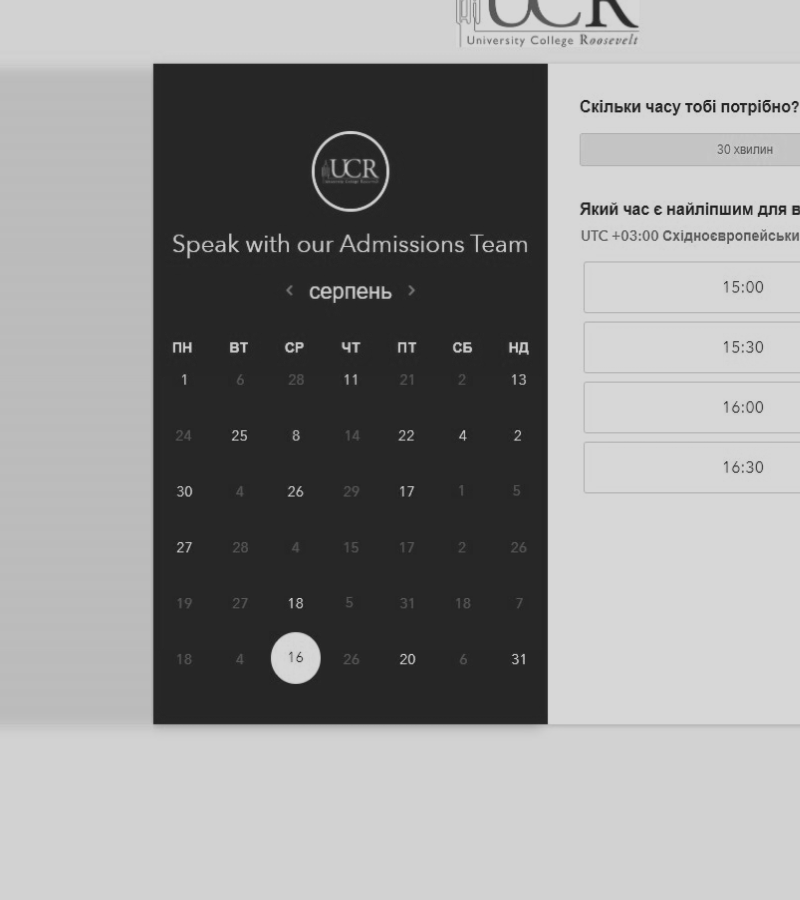 UCR
University College Roosevelt
UCR
Speak with our Admissions Team
серпень
ПН ВТ СР ЧТ ПТ СБ НД
1 6 28 11 21 2 13
24 25 8 14 22 4 2
30 4 26 29 17 1 5
27 28 4 15 17 2 26
19 27 18 5 31 18 7
18 4 16 26 20 6 31
Скільки часу тобі потрібно?
30 хвилин
Який час є найліпшим для в
UTC +03:00 Східноєвропейськи
15:00
15:30
16:00
16:30